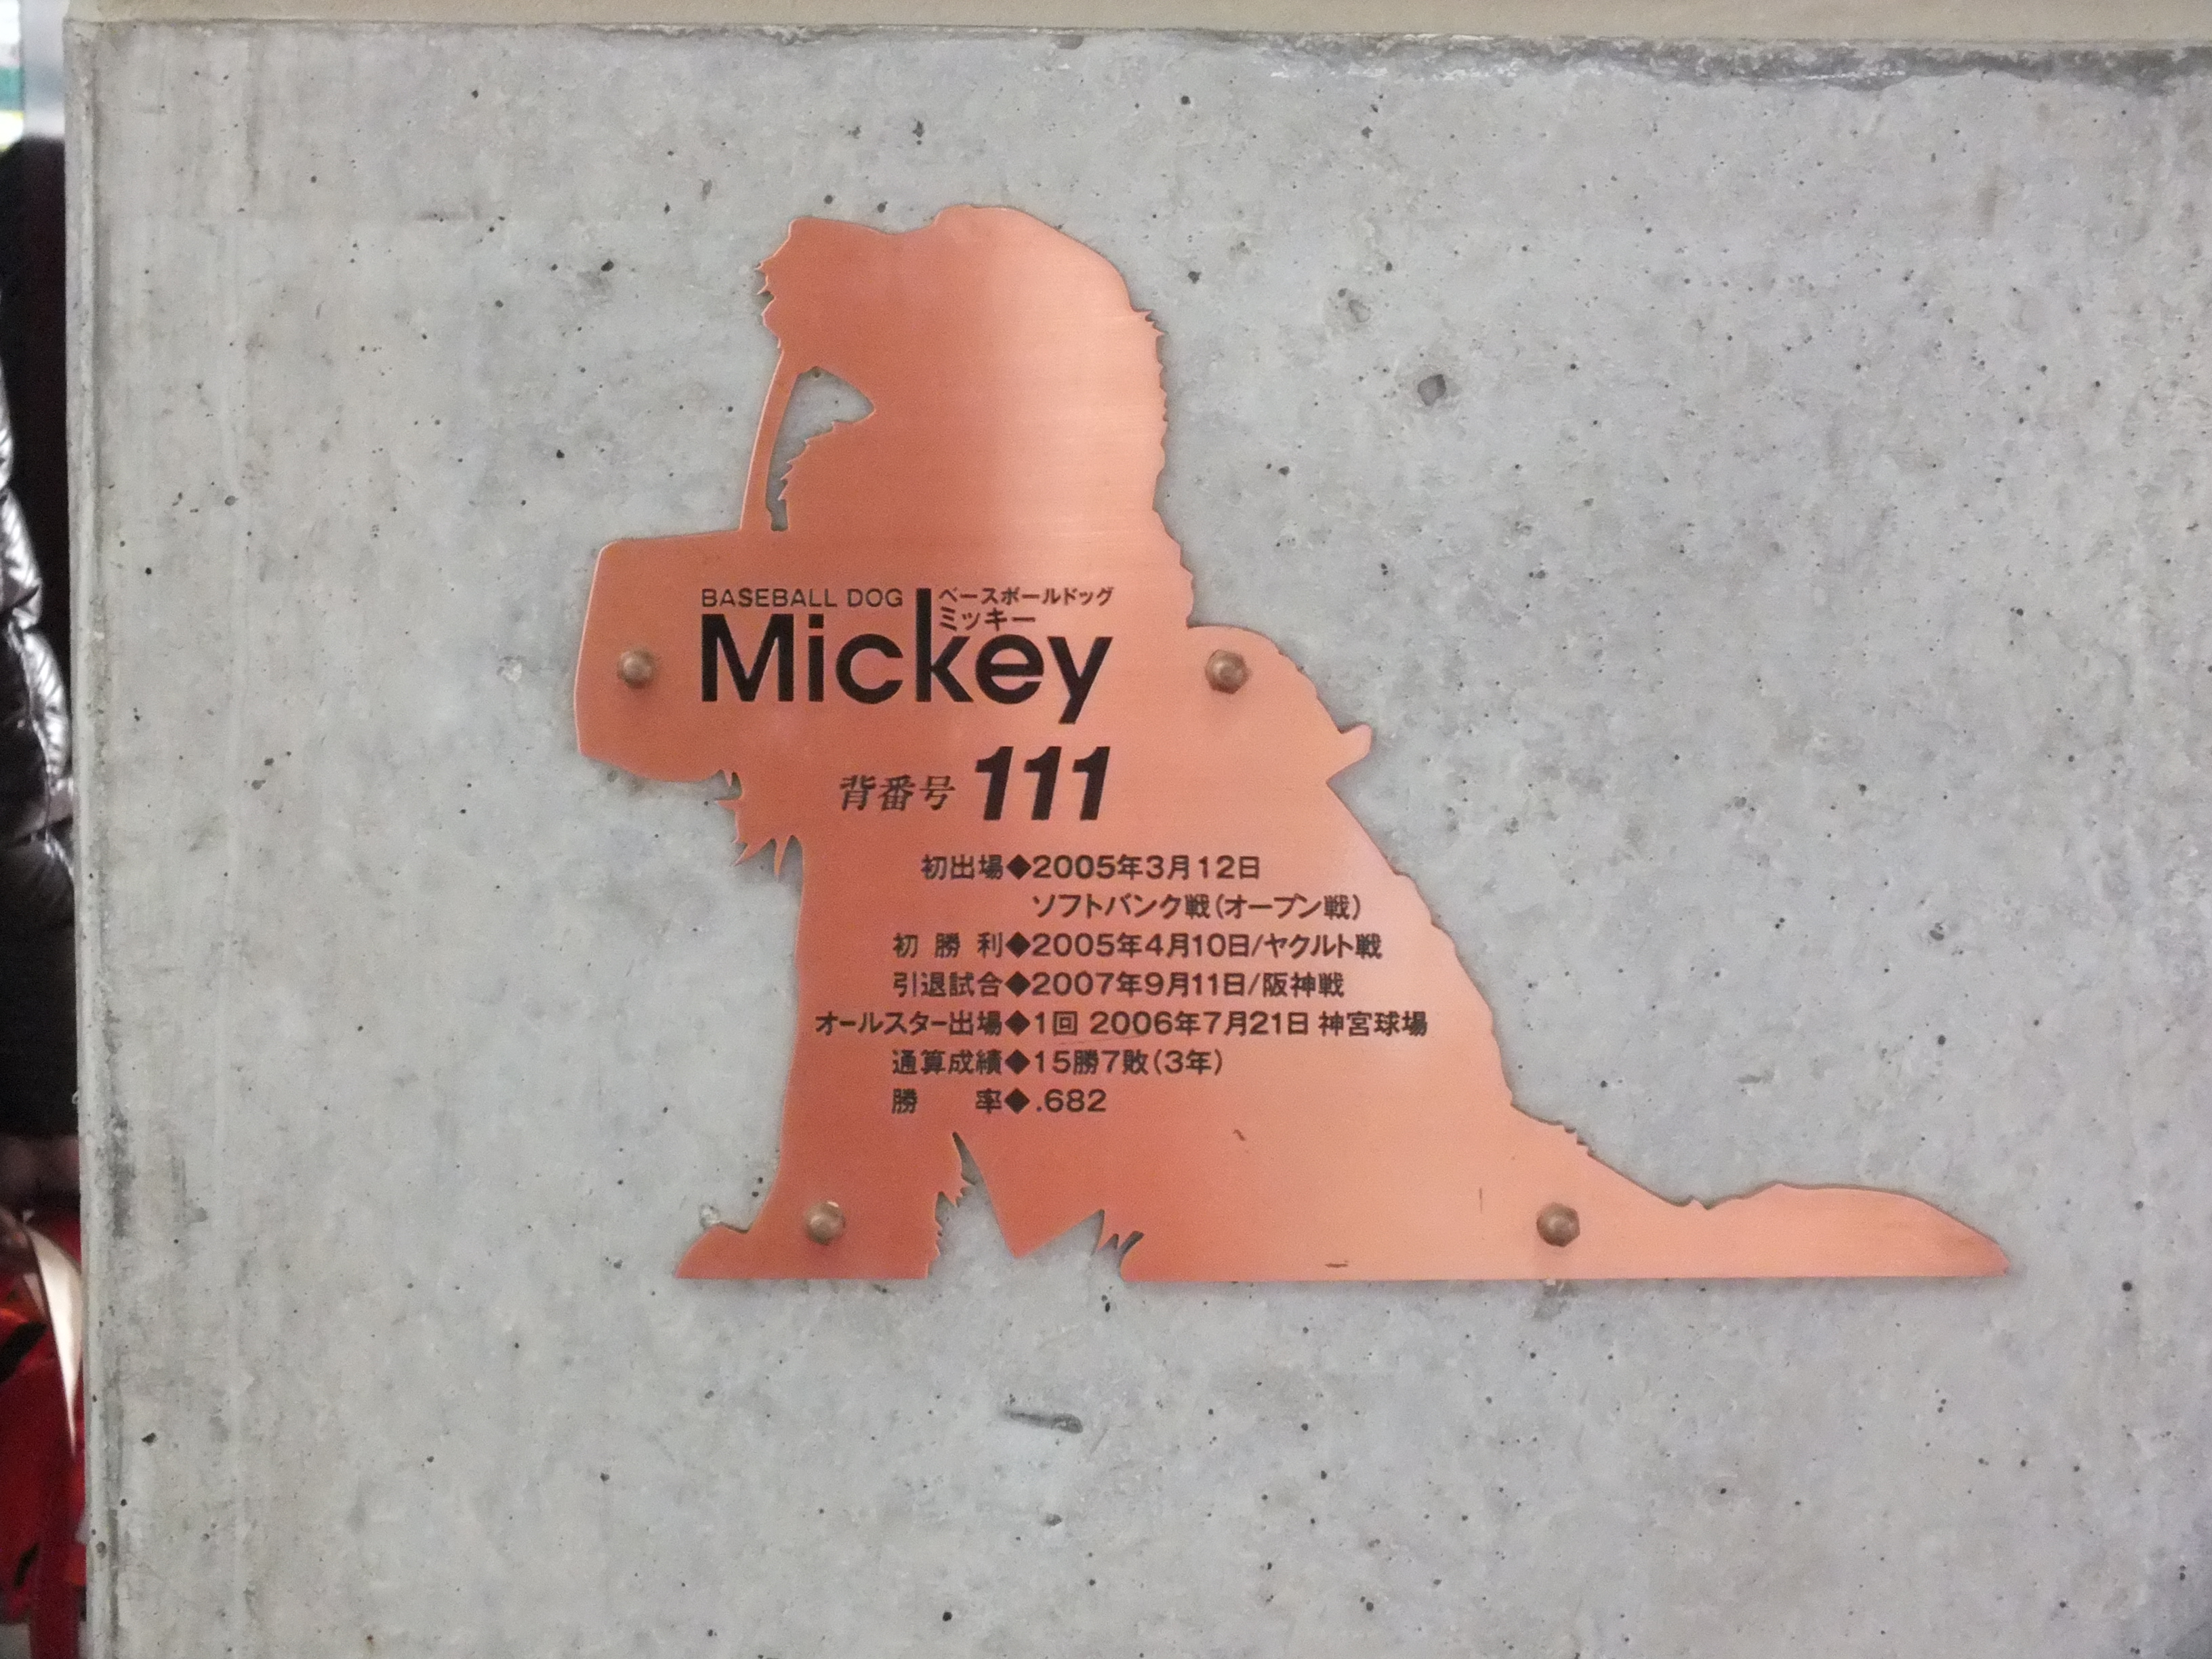 BASEBALL DOG
ベースボールドッグ
ミッキー
Mickey
背番号 111
初出場◆2005年3月12日
ソフトバンク戦(オープン戦)
初勝利◆2005年4月10日/ヤクルト戦
引退試合◆2007年9月11日/阪神戦
オールスター出場◆1回 2006年7月21日 神宮球場
通算成績◆15勝7敗(3年)
勝率◆.682